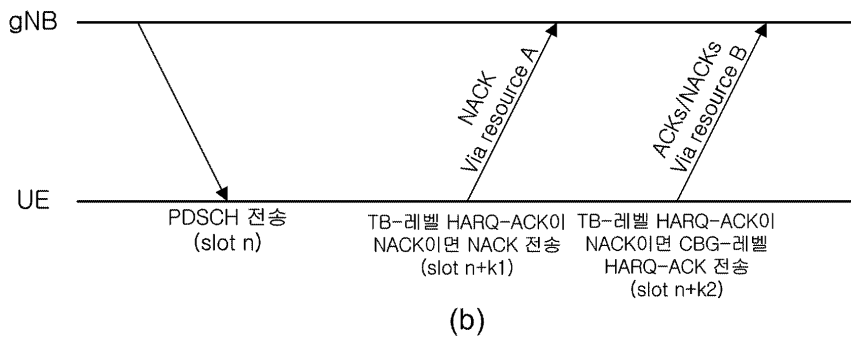 gNB
NACK
Via resource A
ACKs/NACKs
Via resource B
UE
PDSCH 전송
(slot n)
TB-레벨 HARQ-ACK이
NACK이면 NACK 전송
(slot n+k1)
TB-레벨 HARQ-ACK이
NACK이면 CBG-레벨
HARQ-ACK 전송
(slot n+k2)
(b)